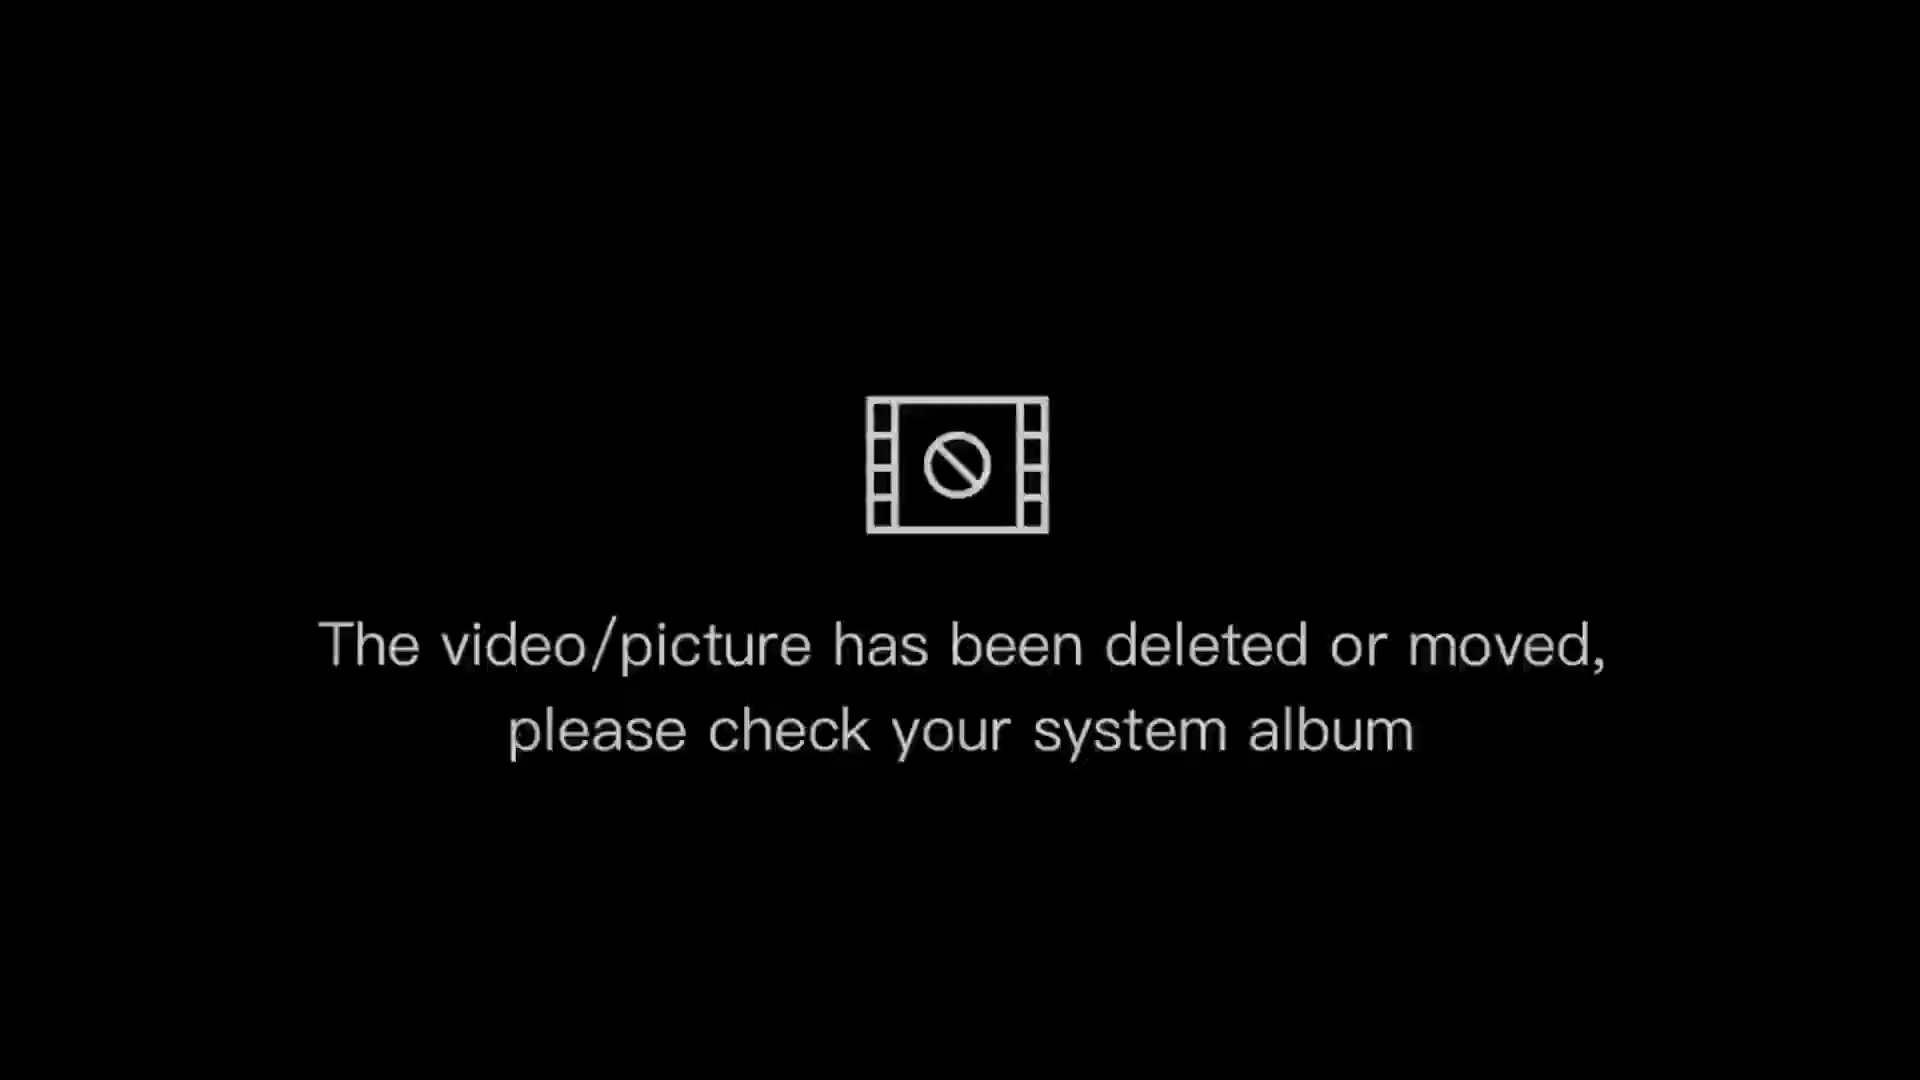 The video/picture has been deleted or moved,
please check your system album